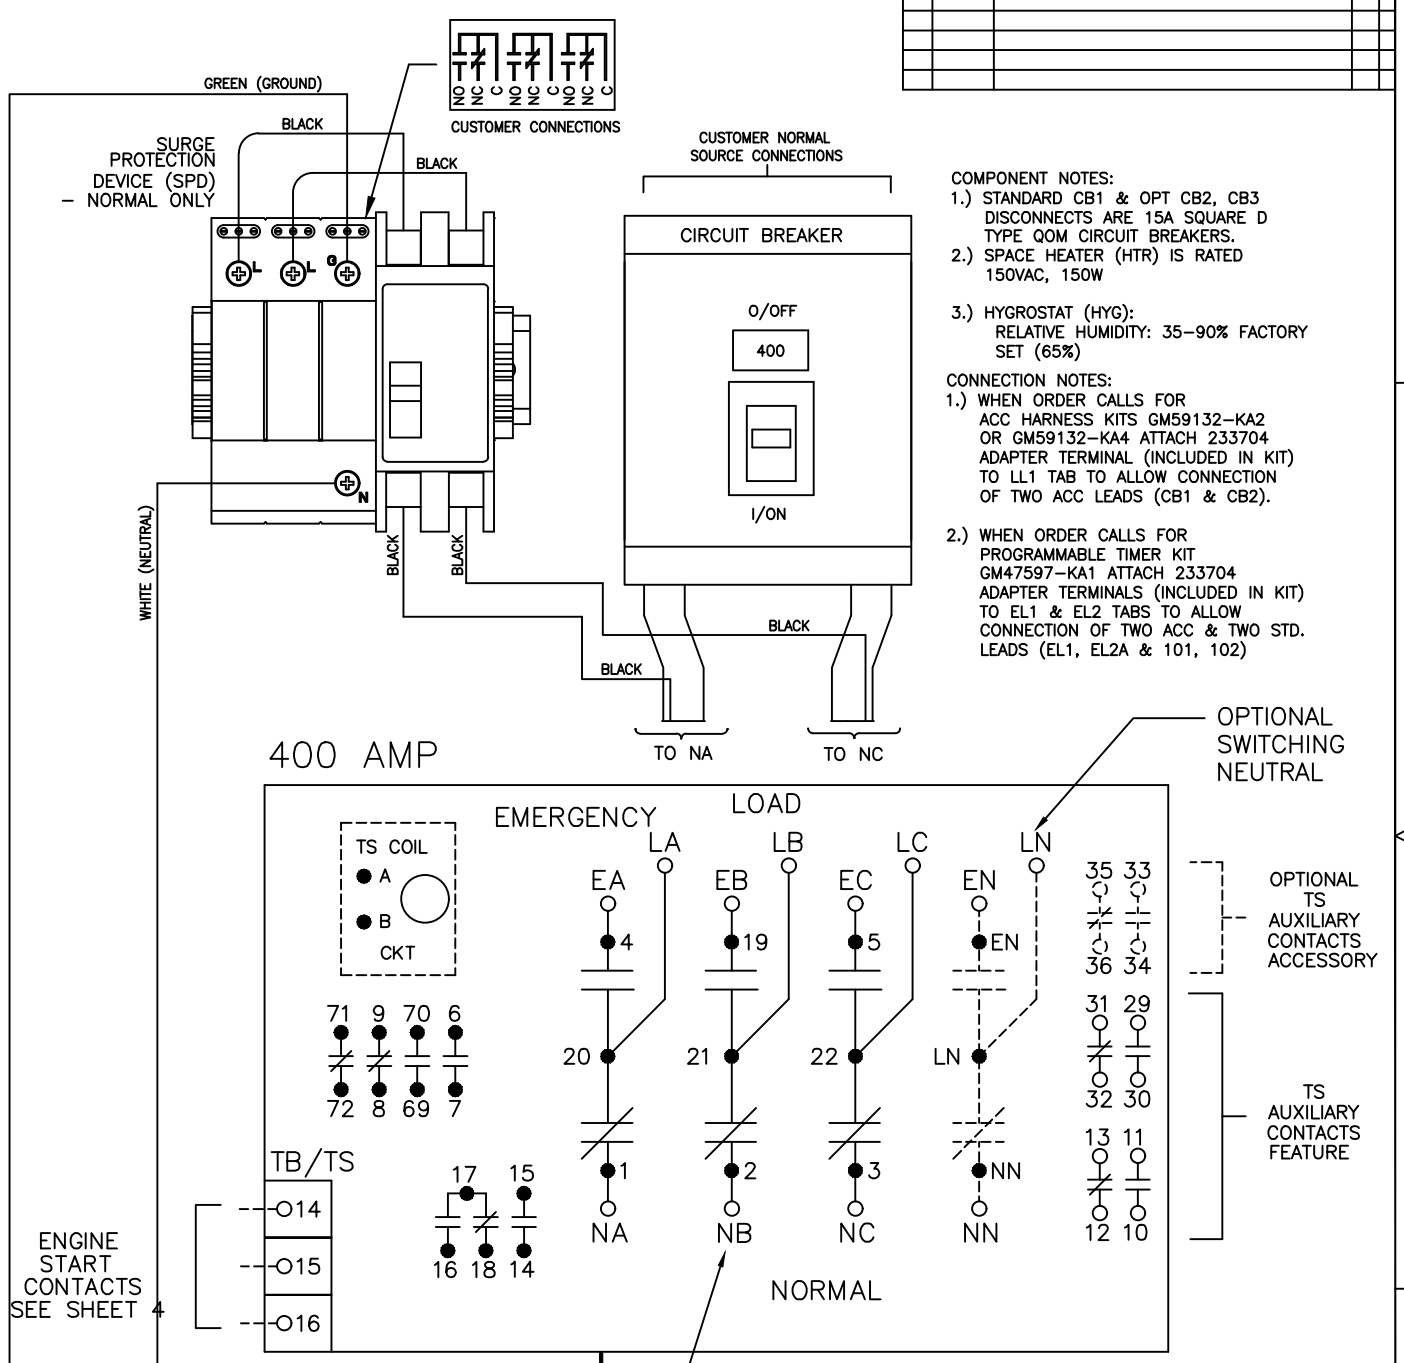 NO NC C NO NC C NO NC C
CUSTOMER CONNECTIONS
GREEN (GROUND)
BLACK
BLACK
SURGE
PROTECTION
DEVICE (SPD)
– NORMAL ONLY
L L G
N
WHITE (NEUTRAL)
BLACK
BLACK
CUSTOMER NORMAL
SOURCE CONNECTIONS
CIRCUIT BREAKER
O/OFF
400
I/ON
BLACK
BLACK
TO NA
TO NC
COMPONENT NOTES:
1.) STANDARD CB1 & OPT CB2, CB3
DISCONNECTS ARE 15A SQUARE D
TYPE QOM CIRCUIT BREAKERS.
2.) SPACE HEATER (HTR) IS RATED
150VAC, 150W
3.) HYGROSTAT (HYG):
RELATIVE HUMIDITY: 35–90% FACTORY
SET (65%)
CONNECTION NOTES:
1.) WHEN ORDER CALLS FOR
ACC HARNESS KITS GM59132–KA2
OR GM59132–KA4 ATTACH 233704
ADAPTER TERMINAL (INCLUDED IN KIT)
TO LL1 TAB TO ALLOW CONNECTION
OF TWO ACC LEADS (CB1 & CB2).
2.) WHEN ORDER CALLS FOR
PROGRAMMABLE TIMER KIT
GM47597–KA1 ATTACH 233704
ADAPTER TERMINALS (INCLUDED IN KIT)
TO EL1 & EL2 TABS TO ALLOW
CONNECTION OF TWO ACC & TWO STD.
LEADS (EL1, EL2A & 101, 102)
OPTIONAL
SWITCHING
NEUTRAL
400 AMP
EMERGENCY
LOAD
LA LB LC LN
EA EB EC EN
4 19 5 EN
20 21 22 LN
1 2 3 NN
NA NB NC NN
NORMAL
TS COIL
A
B
CKT
71 9 70 6
72 8 69 7
17 15
16 18 14
TB/TS
14
15
16
ENGINE
START
CONTACTS
SEE SHEET 4
35 33
36 34
31 29
32 30
13 11
12 10
OPTIONAL
TS
AUXILIARY
CONTACTS
ACCESSORY
TS
AUXILIARY
CONTACTS
FEATURE